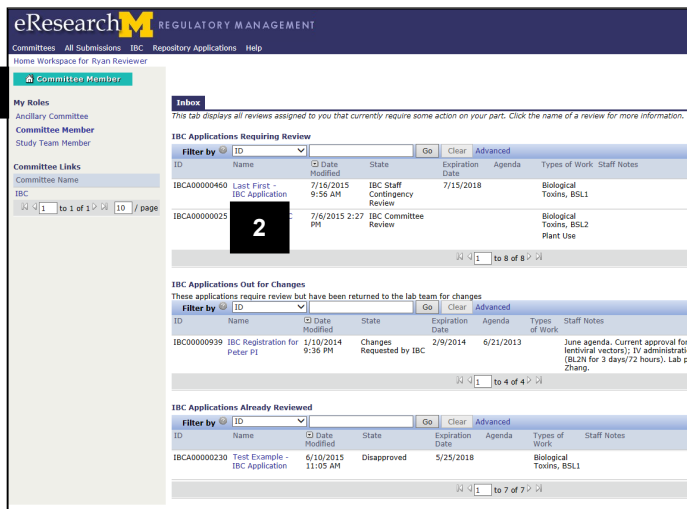 eResearch M REGULATORY MANAGEMENT
Committees All Submissions IBC Repository Applications Help
Home Workspace for Ryan Reviewer
Committee Member
My Roles
Ancillary Committee
Committee Member
Study Team Member
Committee Links
Committee Name
IBC
1 to 1 of 1 10 / page
Inbox
This tab displays all reviews assigned to you that currently require some action on your part. Click the name of a review for more information.
IBC Applications Requiring Review
Filter by ID Go Clear Advanced
ID Name Date Modified State Expiration Date Agenda Types of Work Staff Notes
IBCA00000460 Last First - IBC Application 7/16/2015 9:56 AM IBC Staff Contingency Review 7/15/2018 Biological Toxins, BSL1
IBCA00000025 2 7/6/2015 2:27 PM IBC Committee Review Biological Toxins, BSL2 Plant Use
1 to 8 of 8
IBC Applications Out for Changes
These applications require review but have been returned to the lab team for changes
Filter by ID Go Clear Advanced
ID Name Date Modified State Expiration Date Agenda Types of Work Staff Notes
IBC00000939 IBC Registration for Peter PI 1/10/2014 9:36 PM Changes Requested by IBC 2/9/2014 6/21/2013 June agenda. Current approval for lentiviral vectors); IV (BL2N for 3 days/72 hours). Lab Zhang.
1 to 4 of 4
IBC Applications Already Reviewed
Filter by ID Go Clear Advanced
ID Name Date Modified State Expiration Date Agenda Types of Work Staff Notes
IBCA00000230 Test Example - IBC Application 6/10/2015 11:05 AM Disapproved 5/25/2018 Biological Toxins, BSL1
1 to 7 of 7